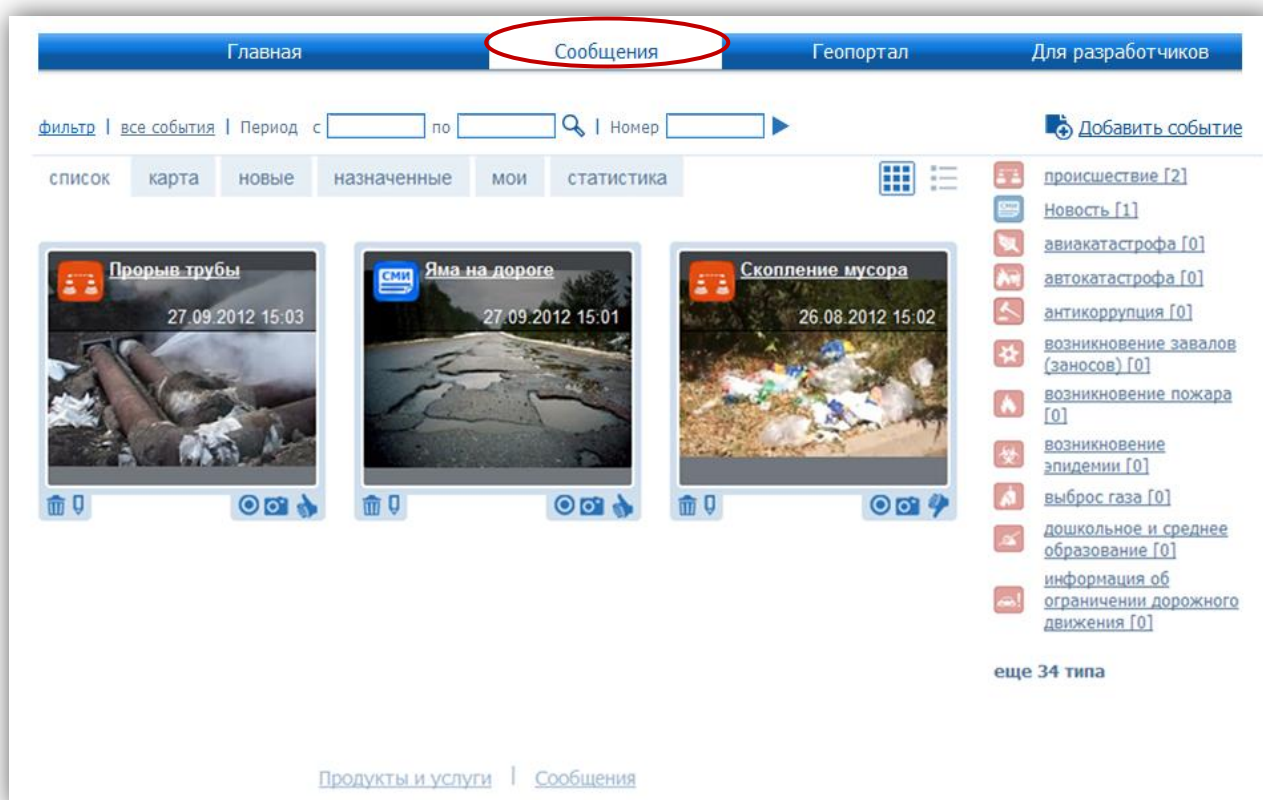 Главная Сообщения Геопортал Для разработчиков
фильтр | все события | Период с по | Номер
Добавить событие
список карта новые назначенные мои статистика
Прорыв трубы
27.09.2012 15:03
СМИ
Яма на дороге
27.09.2012 15:01
Скопление мусора
26.08.2012 15:02
происшествие [2]
СМИ
Новость [1]
авиакатастрофа [0]
автокатастрофа [0]
антикоррупция [0]
возникновение завалов
(заносов) [0]
возникновение пожара
[0]
возникновение
эпидемии [0]
выброс газа [0]
дошкольное и среднее
образование [0]
информация об
ограничении дорожного
движения [0]
еще 34 типа
Продукты и услуги | Сообщения